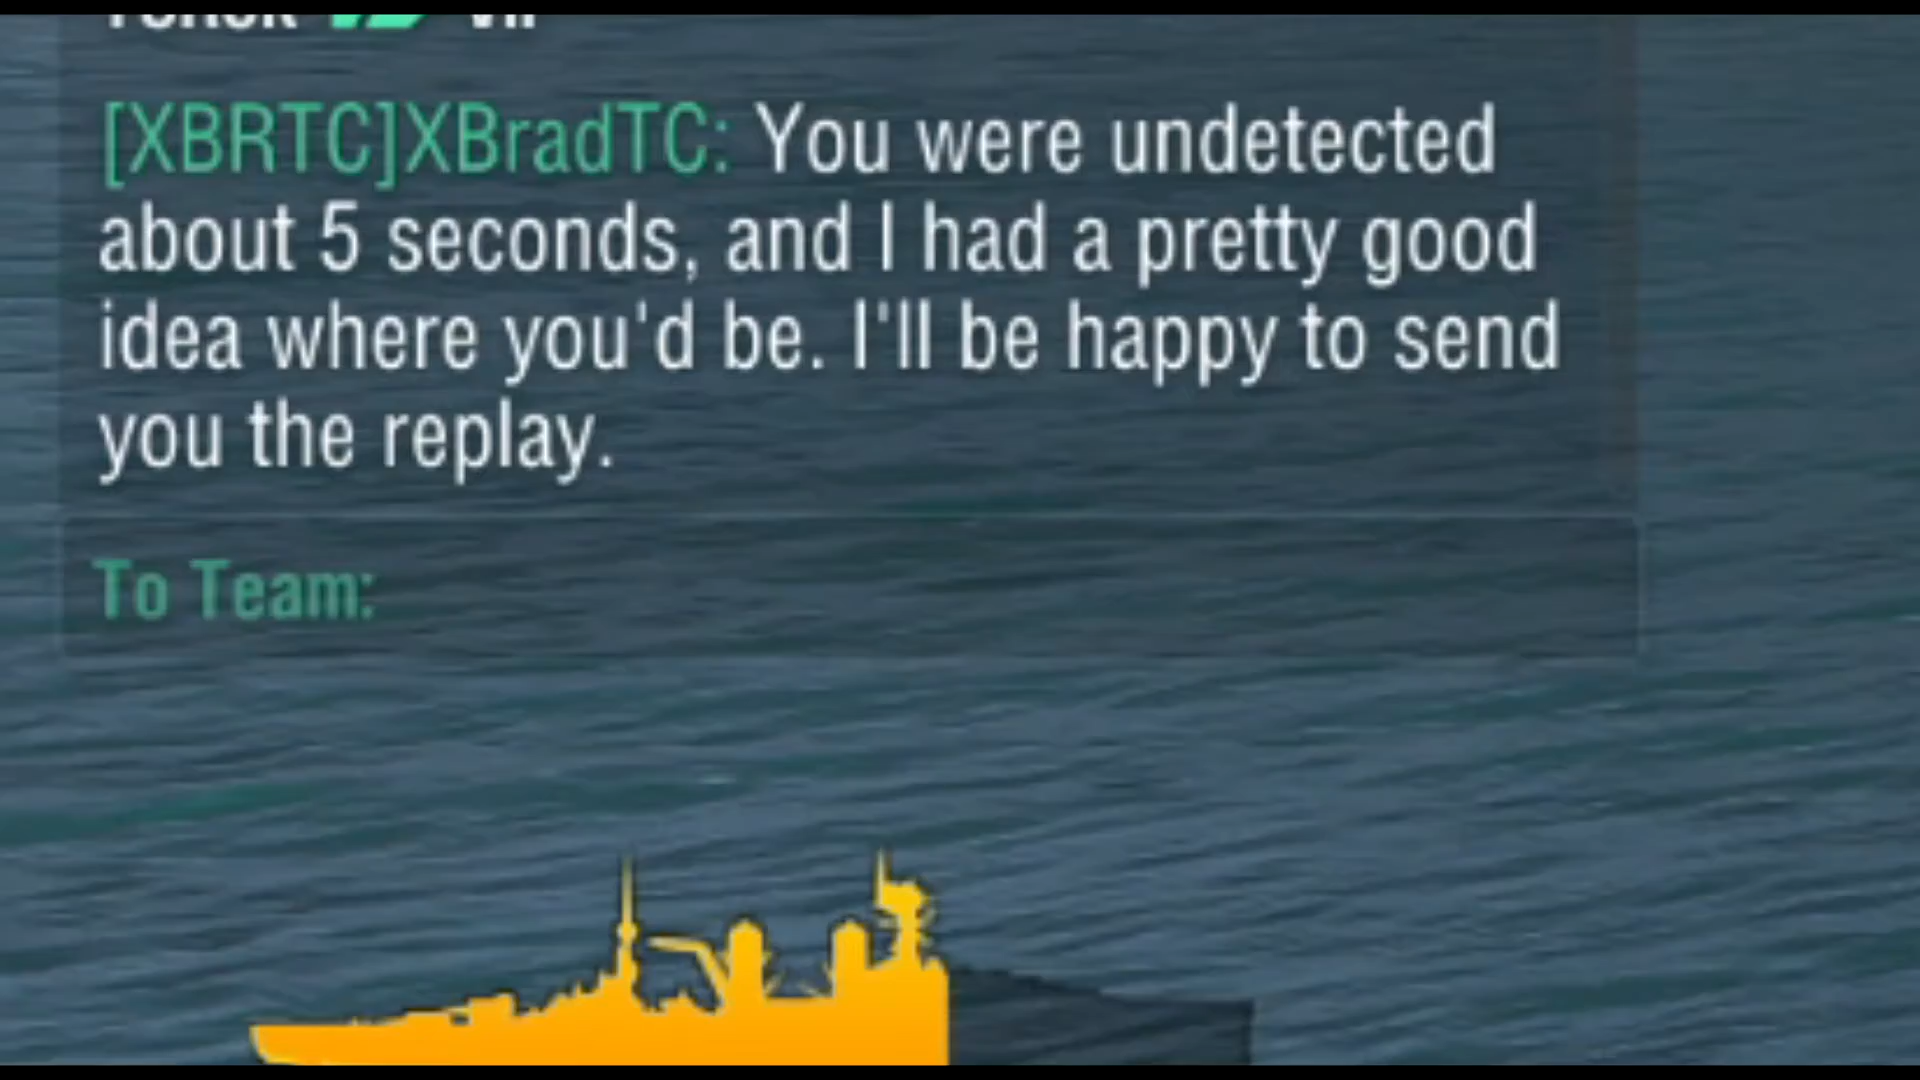 [XBRTC]XBradTC: You were undetected
about 5 seconds, and I had a pretty good
idea where you'd be. I'll be happy to send
you the replay.
To Team: